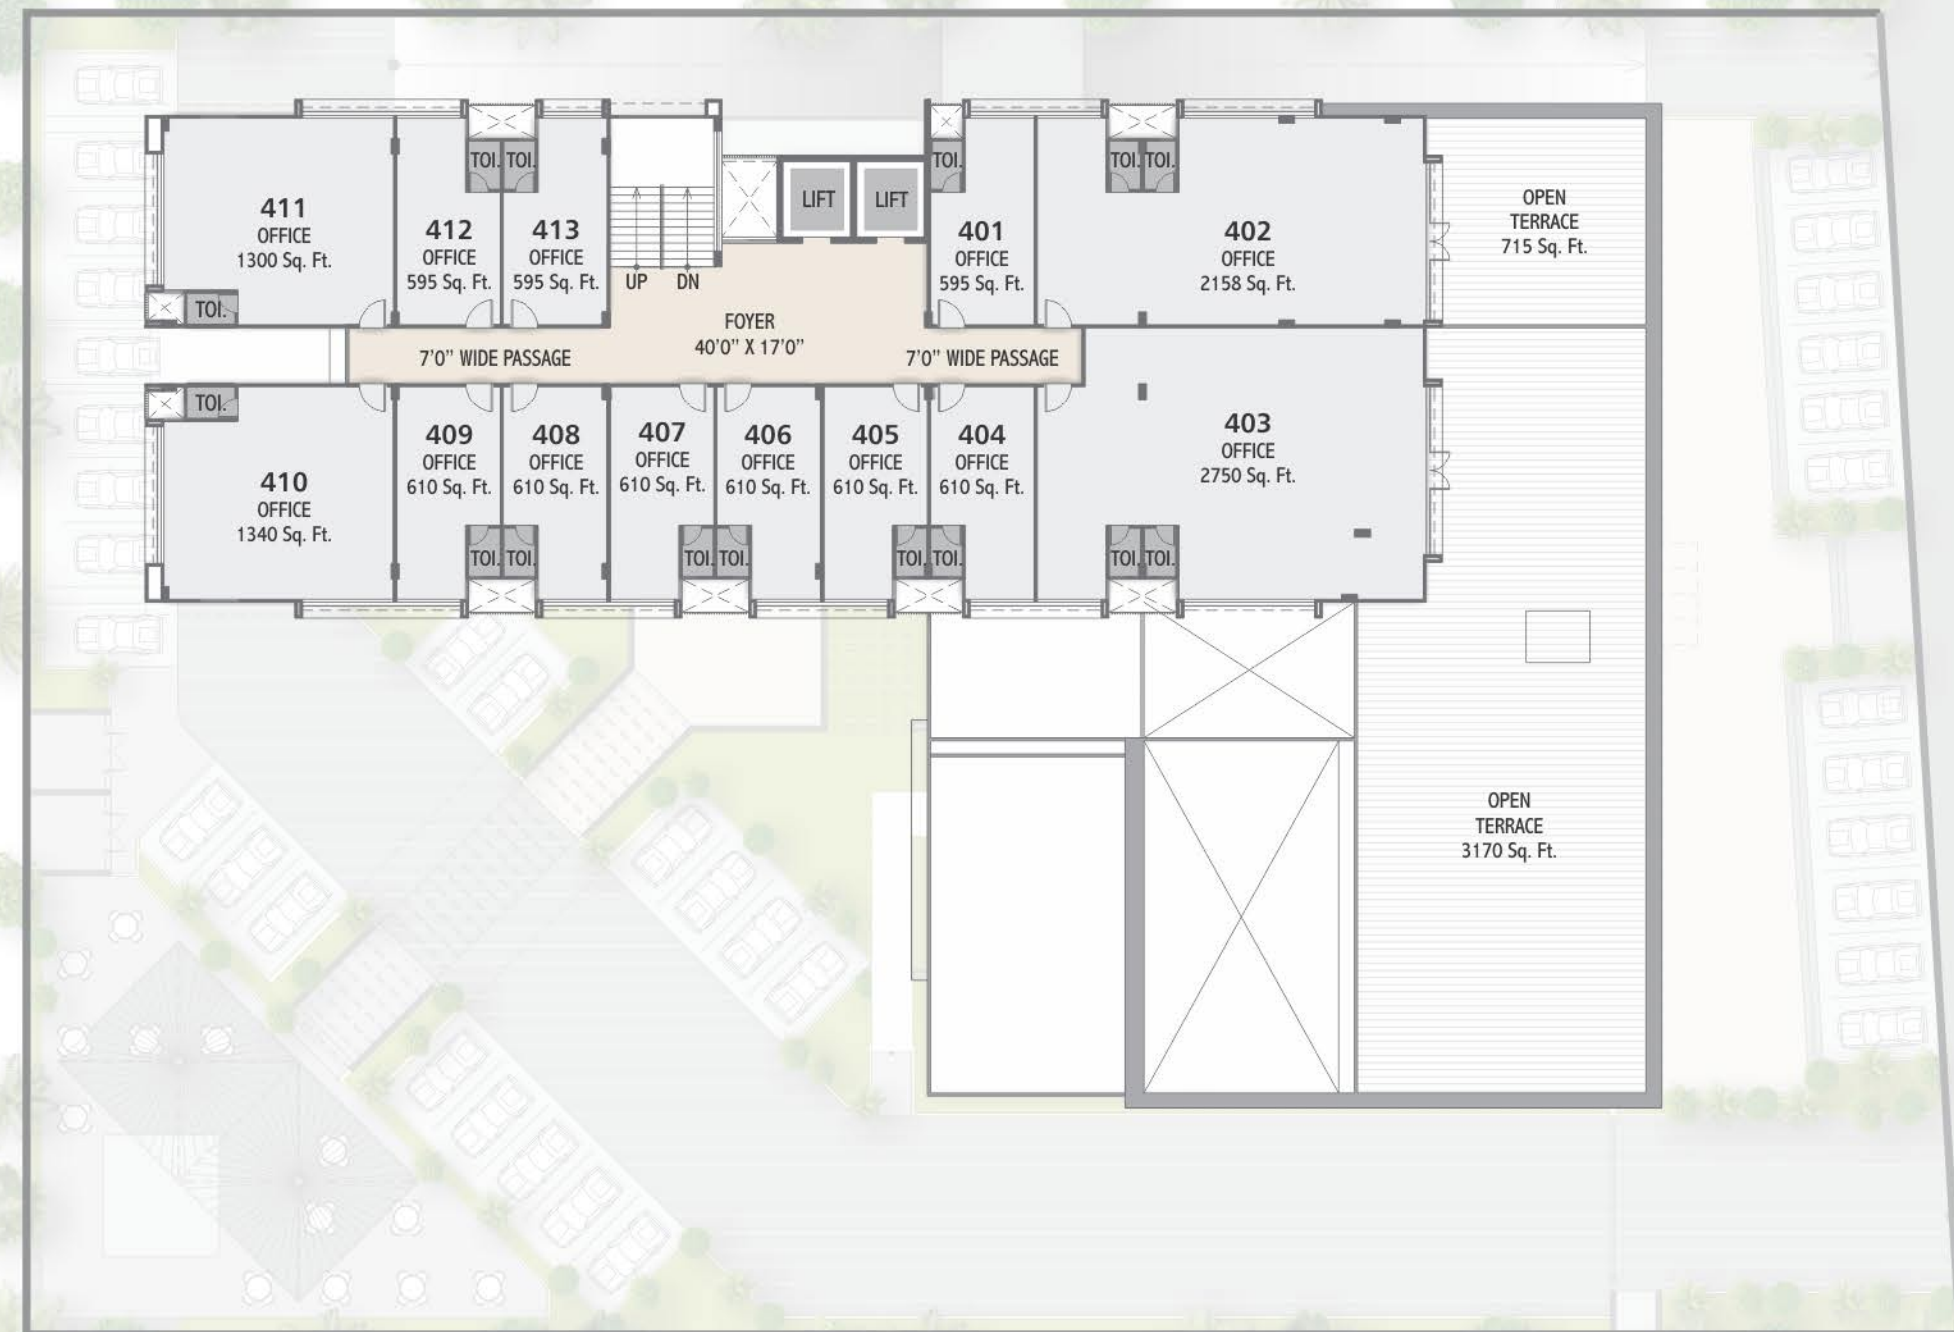 411
OFFICE
1300 Sq. Ft.
TOI.
412
OFFICE
595 Sq. Ft.
TOI.
TOI.
413
OFFICE
595 Sq. Ft.
UP
DN
LIFT
LIFT
TOI.
401
OFFICE
595 Sq. Ft.
TOI.
TOI.
402
OFFICE
2158 Sq. Ft.
OPEN
TERRACE
715 Sq. Ft.
7'0” WIDE PASSAGE
FOYER
40'0” X 17'0”
7'0” WIDE PASSAGE
TOI.
410
OFFICE
1340 Sq. Ft.
409
OFFICE
610 Sq. Ft.
TOI.
TOI.
408
OFFICE
610 Sq. Ft.
407
OFFICE
610 Sq. Ft.
TOI.
TOI.
406
OFFICE
610 Sq. Ft.
405
OFFICE
610 Sq. Ft.
TOI.
TOI.
404
OFFICE
610 Sq. Ft.
403
OFFICE
2750 Sq. Ft.
TOI.
TOI.
OPEN
TERRACE
3170 Sq. Ft.